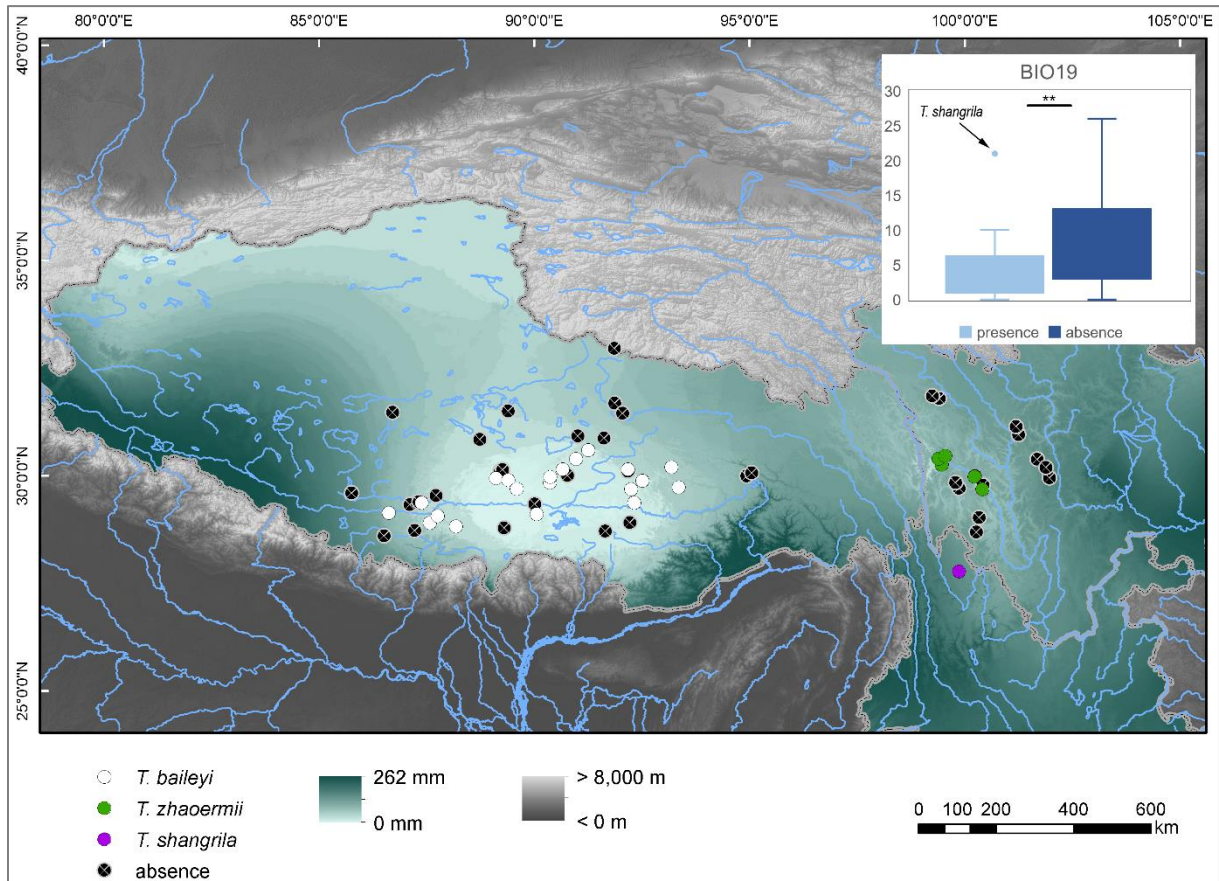 80°0'0"E 85°0'0"E 90°0'0"E 95°0'0"E 100°0'0"E 105°0'0"E
40°0'0"N
35°0'0"N
30°0'0"N
25°0'0"N
BIO19
30
25
20
15
10
5
0
T. shangrila
**
presence absence
T. baileyi
T. zhaoermii
T. shangrila
absence
262 mm
0 mm
> 8,000 m
< 0 m
0 100 200 400 600
km